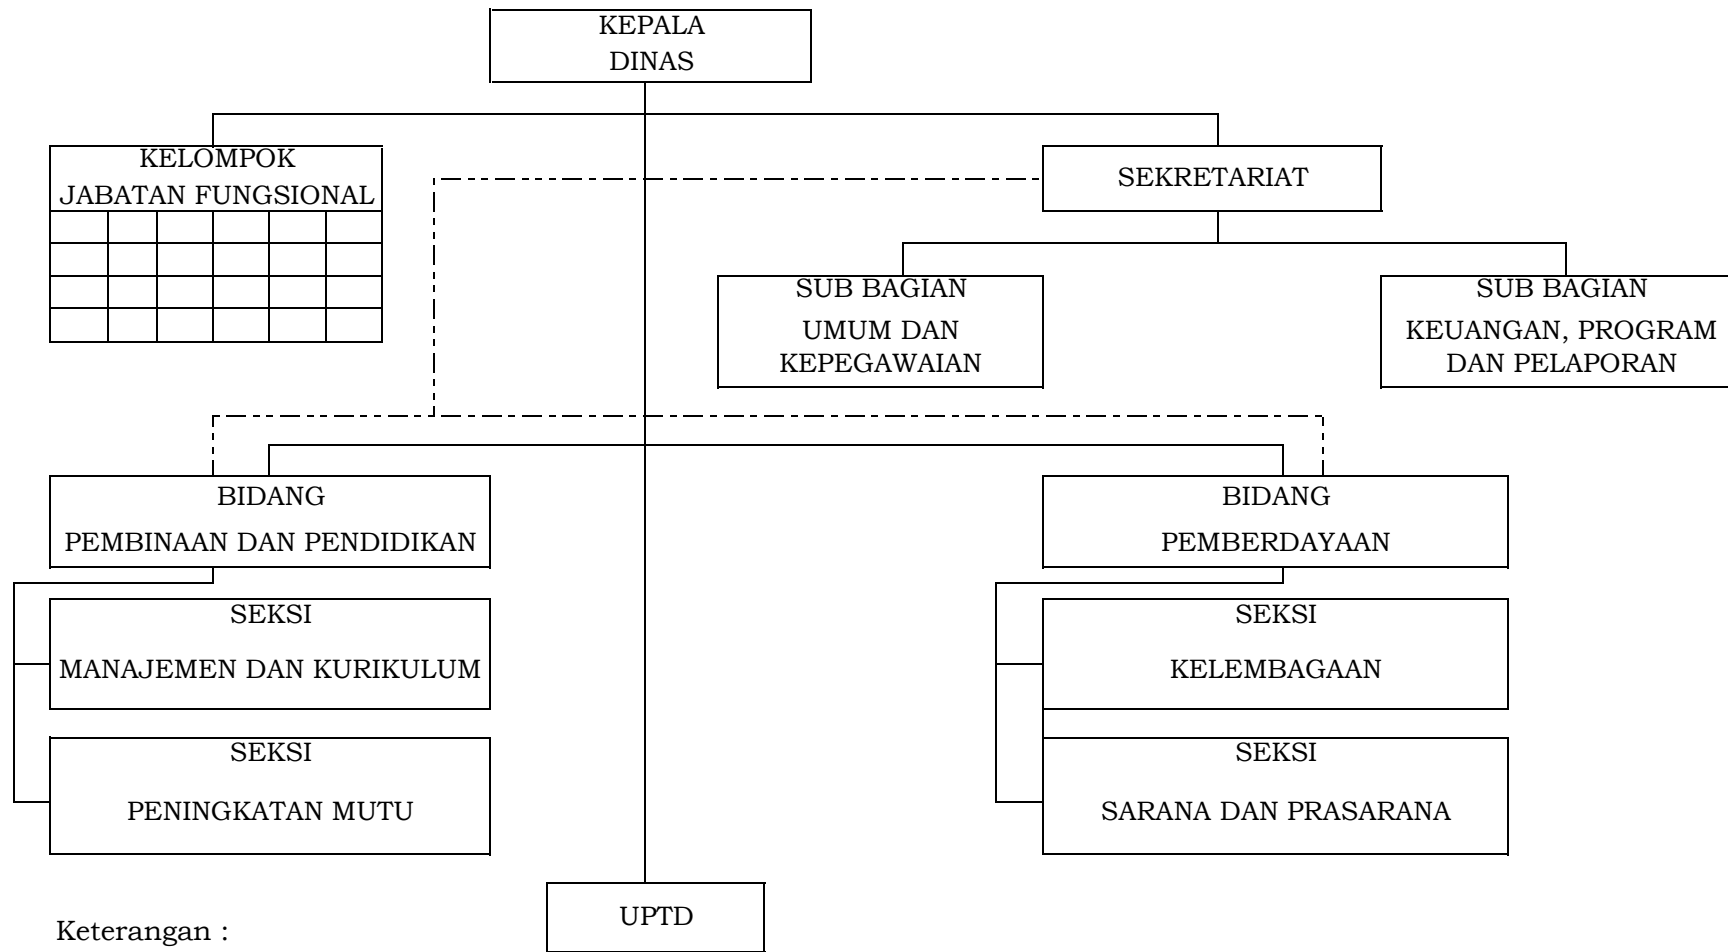 KEPALA
DINAS
KELOMPOK
JABATAN FUNGSIONAL
SEKRETARIAT
SUB BAGIAN
UMUM DAN
KEPEGAWAIAN
SUB BAGIAN
KEUANGAN, PROGRAM
DAN PELAPORAN
BIDANG
PEMBINAAN DAN PENDIDIKAN
BIDANG
PEMBERDAYAAN
SEKSI
MANAJEMEN DAN KURIKULUM
SEKSI
KELEMBAGAAN
SEKSI
PENINGKATAN MUTU
SEKSI
SARANA DAN PRASARANA
UPTD
Keterangan :